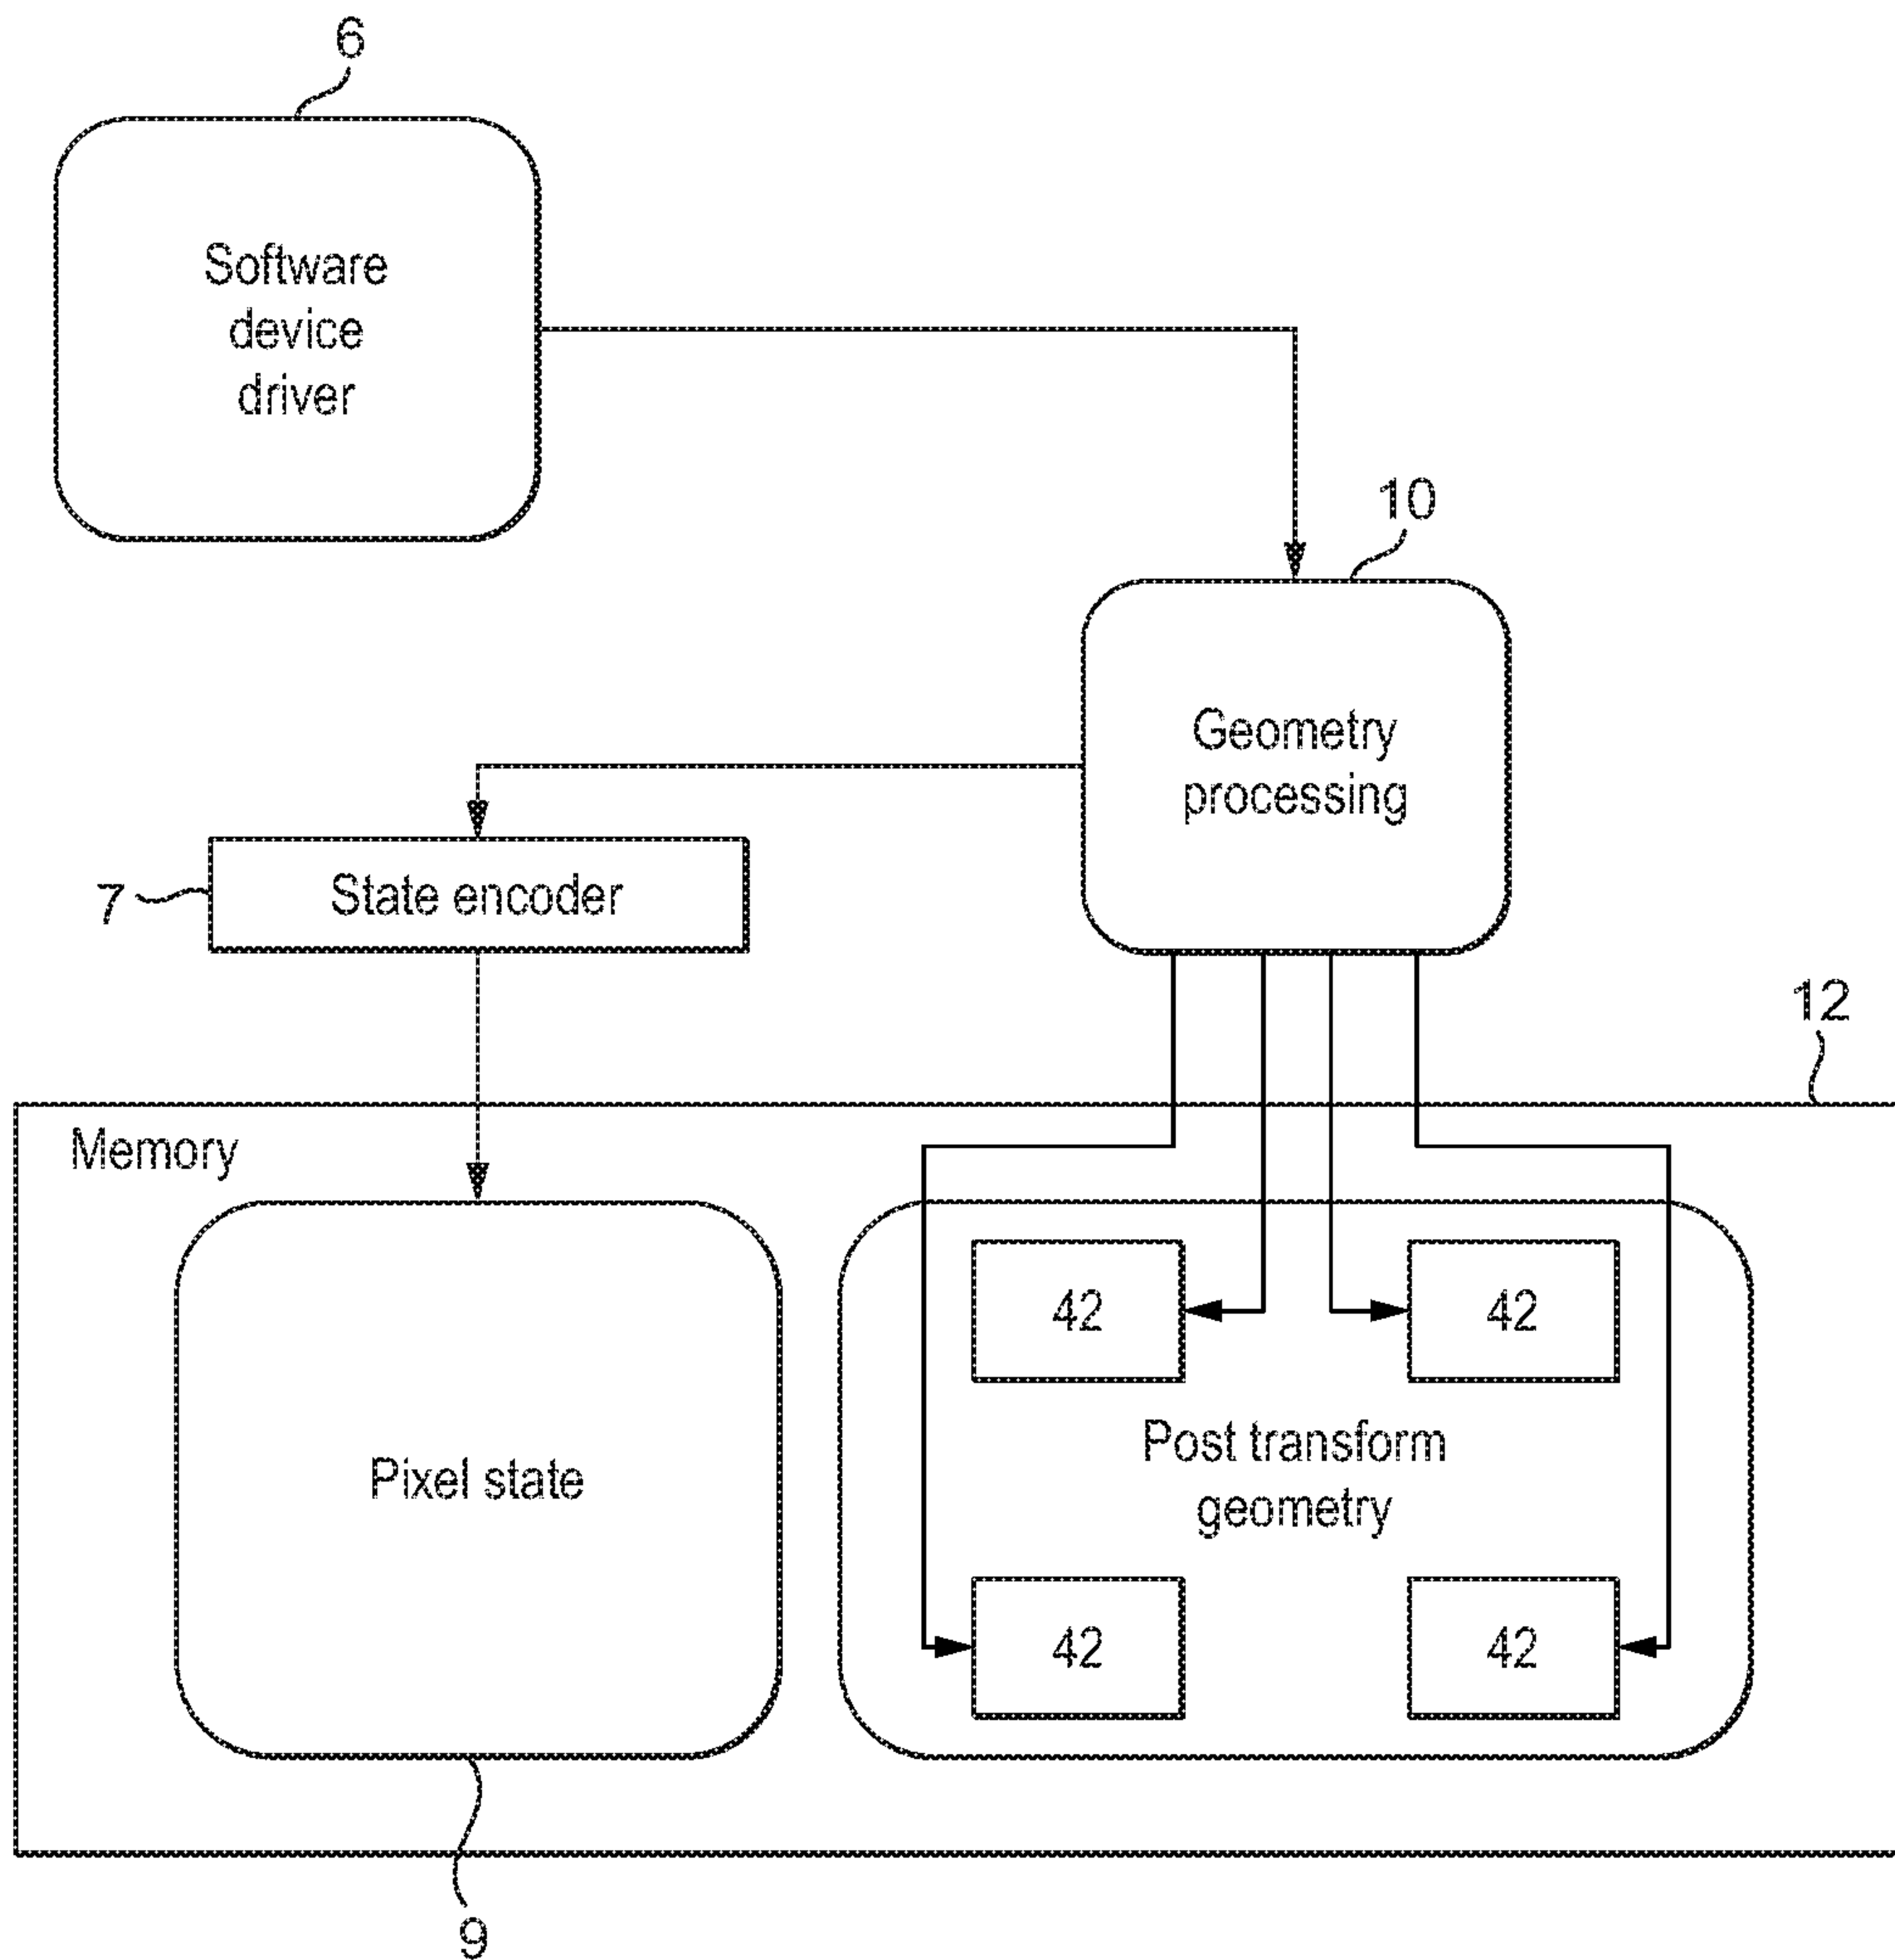 6
Software
device
driver
10
Geometry
processing
7
State encoder
12
Memory
42
42
Pixel state
Post transform
geometry
42
42
9